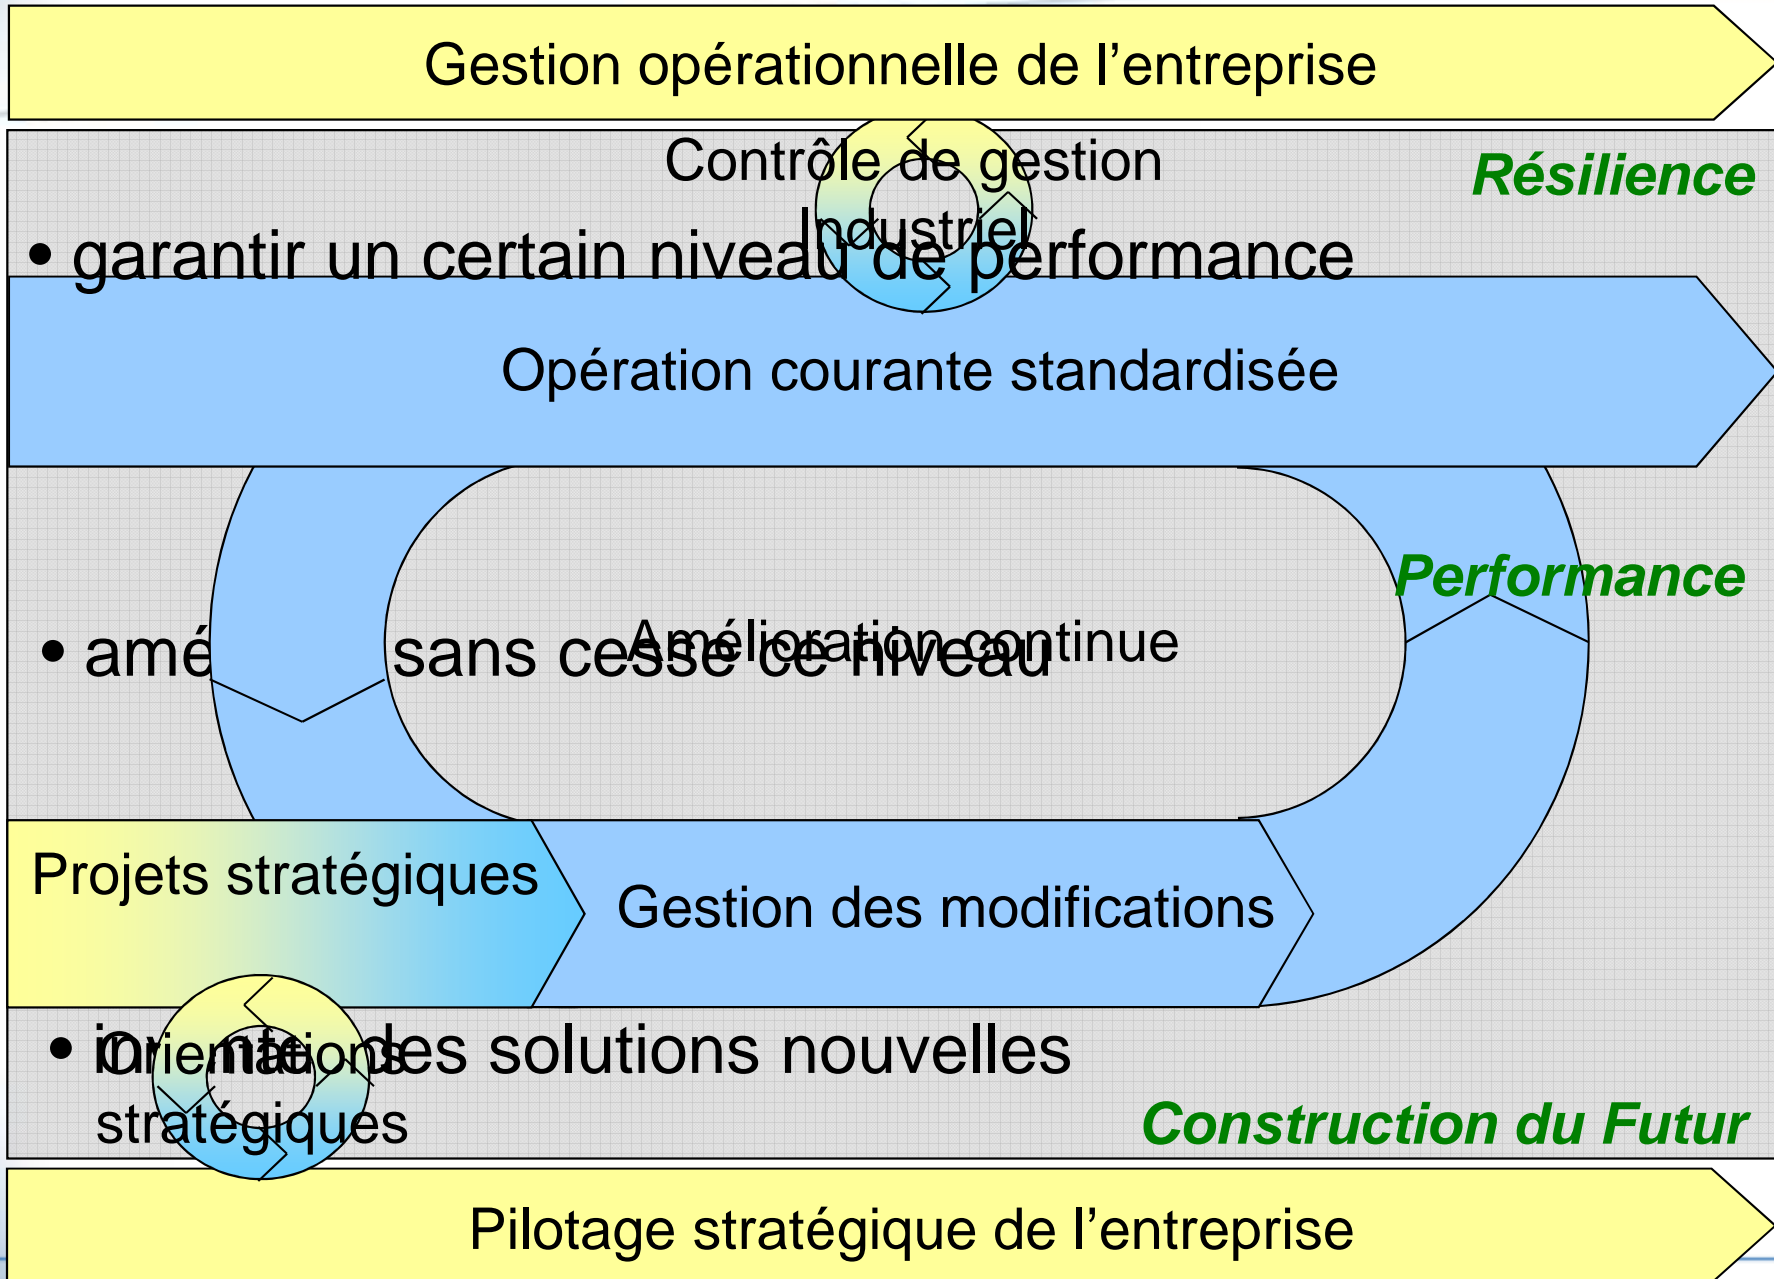 Gestion opérationnelle de l’entreprise
Contrôle de gestion
Industriel
Résilience
• garantir un certain niveau de performance
Opération courante standardisée
Performance
• amé sans cesse ce niveau
Amélioration continue
Projets stratégiques
Gestion des modifications
• des solutions nouvelles
Orientations
stratégiques
Construction du Futur
Pilotage stratégique de l’entreprise